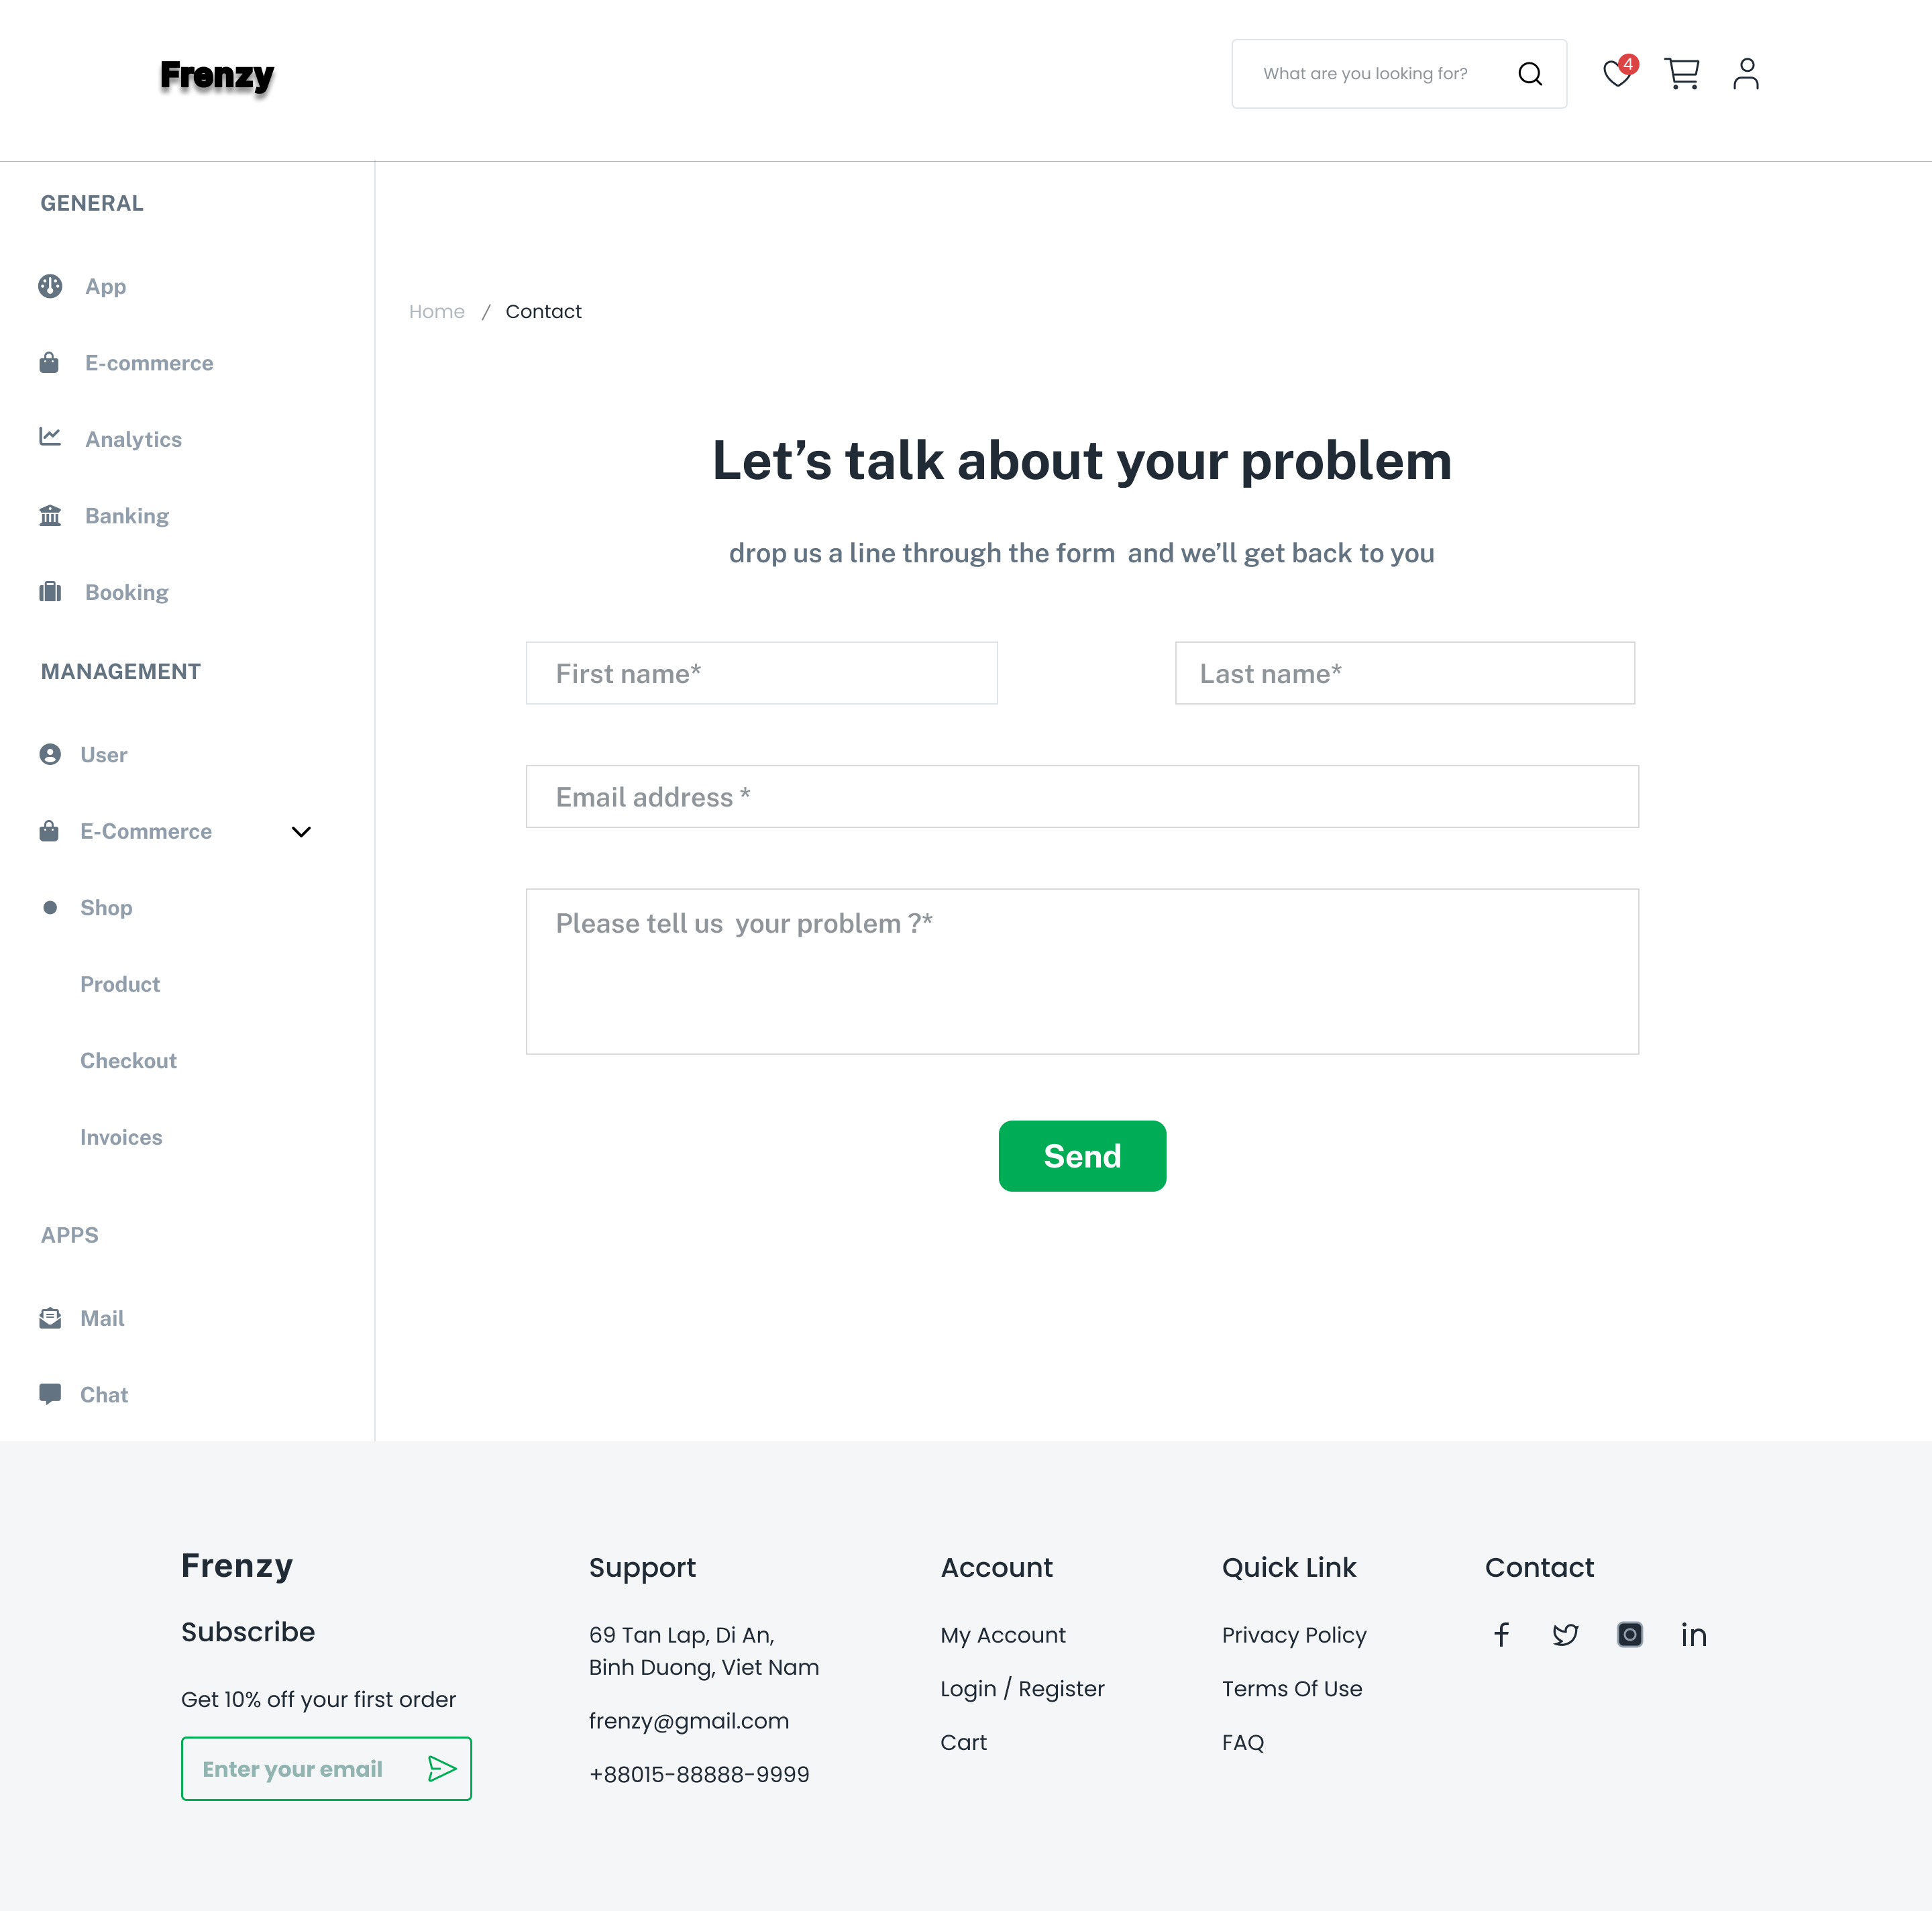 Frenzy
What are you looking for?
4
GENERAL
App
E-commerce
Analytics
Banking
Booking
MANAGEMENT
User
E-Commerce
Shop
Product
Checkout
Invoices
APPS
Mail
Chat
Home / Contact
Let’s talk about your problem
drop us a line through the form  and we’ll get back to you
First name*
Last name*
Email address *
Please tell us  your problem ?*
Send
Frenzy
Subscribe
Get 10% off your first order
Enter your email
Support
69 Tan Lap, Di An,
Binh Duong, Viet Nam
frenzy@gmail.com
+88015-88888-9999
Account
My Account
Login / Register
Cart
Quick Link
Privacy Policy
Terms Of Use
FAQ
Contact